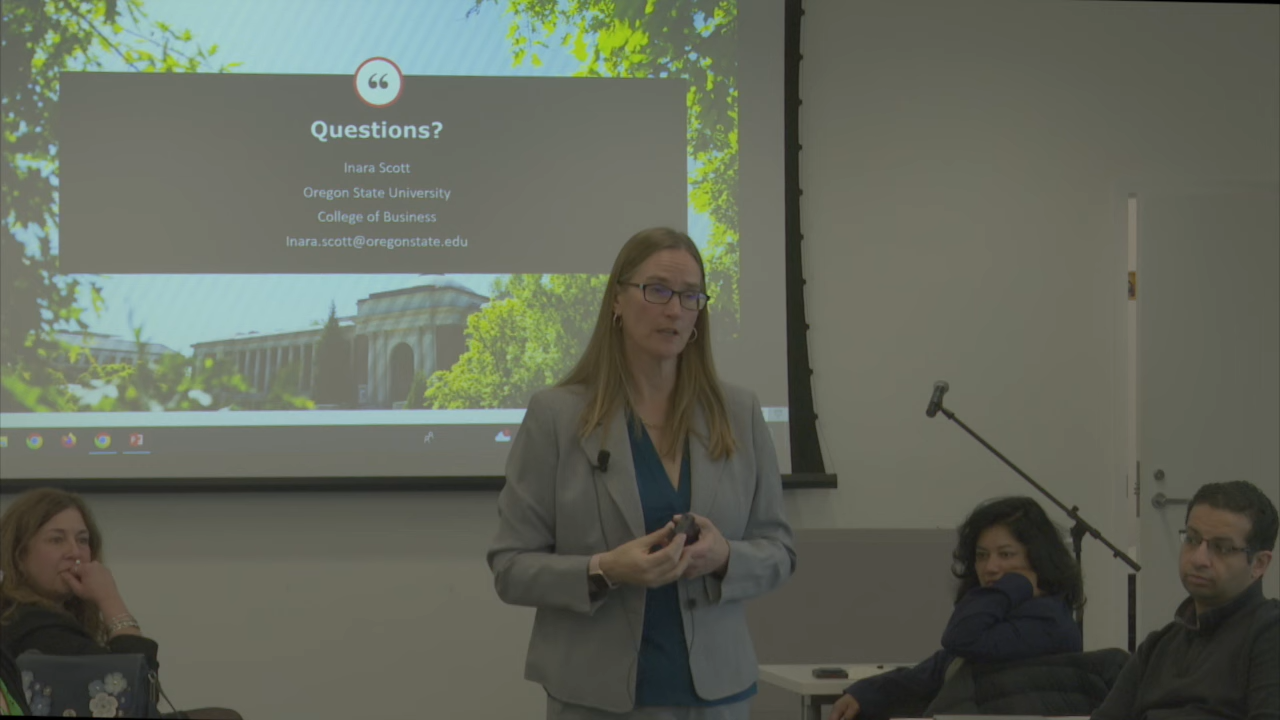 Questions?
Inara Scott
Oregon State University
College of Business
Inara.scott@oregonstate.edu